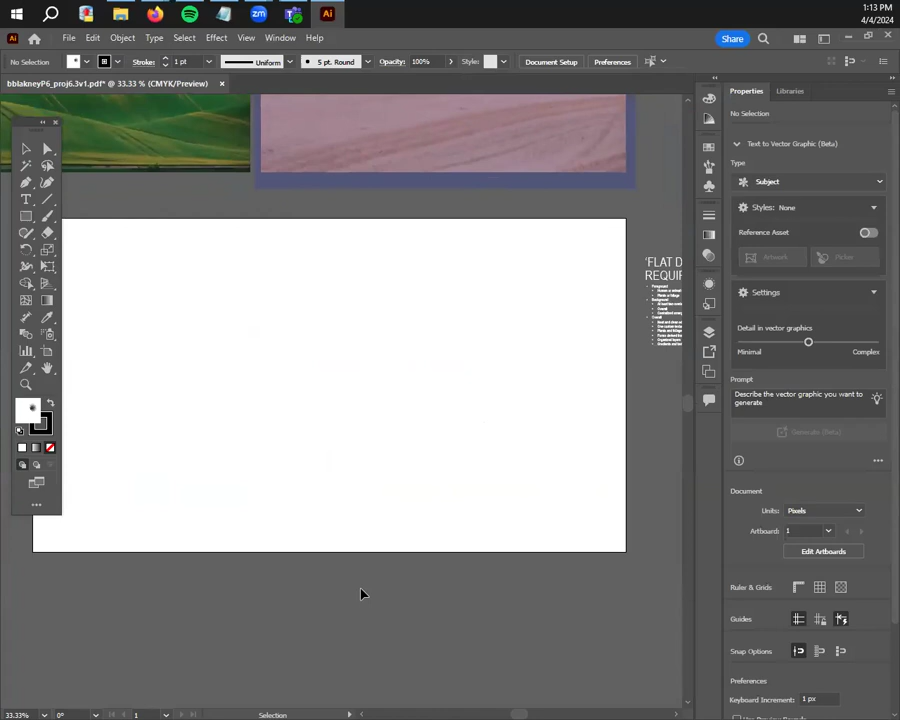 1:13 PM
4/4/2024
File Edit Object Type Select Effect View Window Help
Share
No Selection
Stroke: 1 pt
Uniform
5 pt. Round
Opacity: 100%
Style:
Document Setup
Preferences
bblakneyP6_proj6.3v1.pdf* @ 33.33 % (CMYK/Preview)
Properties Libraries
No Selection
Text to Vector Graphic (Beta)
Type
Subject
Styles: None
Reference Asset
Artwork
Picker
Settings
Detail in vector graphics
Minimal Complex
Prompt
Describe the vector graphic you want to
generate
Generate (Beta)
Document
Units: Pixels
Artboard: 1
Edit Artboards
Ruler & Grids
Guides
Snap Options
Preferences
Keyboard Increment: 1 px
'FLAT D
REQUIR
33.33% 0° 1 Selection